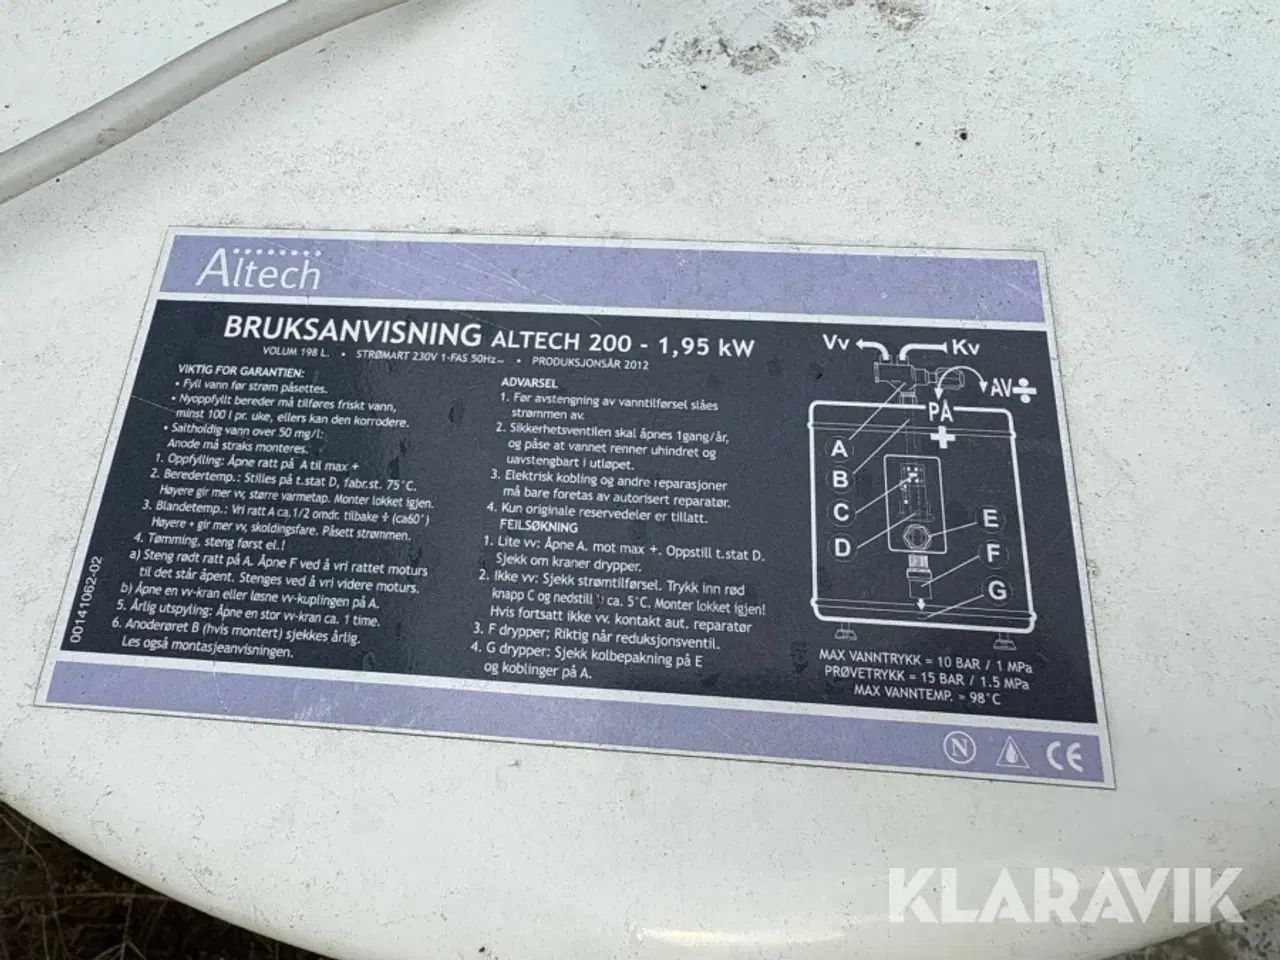 Altech
BRUKSANVISNING ALTECH 200 - 1,95 kW
VOLUM 198 L. • STRØMART 230V 1-FAS 50Hz~ • PRODUKSJONSÅR 2012
VIKTIG FOR GARANTIEN:
• Fyll vann før strøm påsettes.
• Nyoppfyllt bereder må tilføres friskt vann,
minst 100 l pr. uke, ellers kan den korrodere.
• Saltholdig vann over 50 mg/l:
Anode må straks monteres.
1. Oppfylling: Åpne ratt på A til max +
2. Beredertemp.: Stilles på t.stat D, fabr.st. 75°C.
Høyere gir mer vv, større varmetap. Monter lokket igjen.
3. Blandetemp.: Vri ratt A ca.1/2 omdr. tilbake ÷ (ca60°)
Høyere + gir mer vv, skoldingsfare. Påsett strømmen.
4. Tømming, steng først el.!
a) Steng rødt ratt på A. Åpne F ved å vri rattet moturs
til det står åpent. Stenges ved å vri videre moturs.
b) Åpne en vv-kran eller løsne vv-kuplingen på A.
5. Årlig utspyling: Åpne en stor vv-kran ca. 1 time.
6. Anoderøret B (hvis montert) sjekkes årlig.
Les også montasjeanvisningen.
00141062-02
ADVARSEL
1. Før avstengning av vanntilførsel slåes
strømmen av.
2. Sikkerhetsventilen skal åpnes 1gang/år,
og påse at vannet renner uhindret og
uavstengbart i utløpet.
3. Elektrisk kobling og andre reparasjoner
må bare foretas av autorisert reparatør.
4. Kun originale reservedeler er tillatt.
FEILSØKNING
1. Lite vv: Åpne A. mot max +. Oppstill t.stat D.
Sjekk om kraner drypper.
2. Ikke vv: Sjekk strømtilførsel. Trykk inn rød
knapp C og nedstill ca. 5°C. Monter lokket igjen!
Hvis fortsatt ikke vv. kontakt aut. reparatør
3. F drypper; Riktig når reduksjonsventil.
4. G drypper: Sjekk kolbepakning på E
og koblinger på A.
Vv Kv
AV ÷
PÅ
+
A
B
C
D
E
F
G
MAX VANNTRYKK = 10 BAR / 1 MPa
PRØVETRYKK = 15 BAR / 1.5 MPa
MAX VANNTEMP. = 98°C
N CE
KLARAVIK